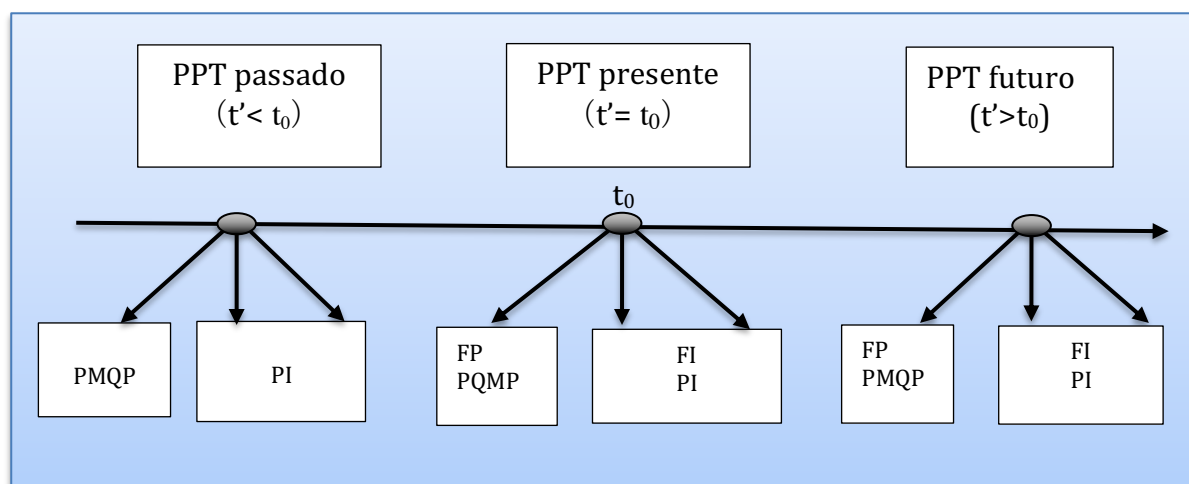 PPT passado
(t’< t₀)
PPT presente
(t’= t₀)
PPT futuro
(t’>t₀)
t₀
PMQP
PI
FP
PQMP
FI
PI
FP
PMQP
FI
PI